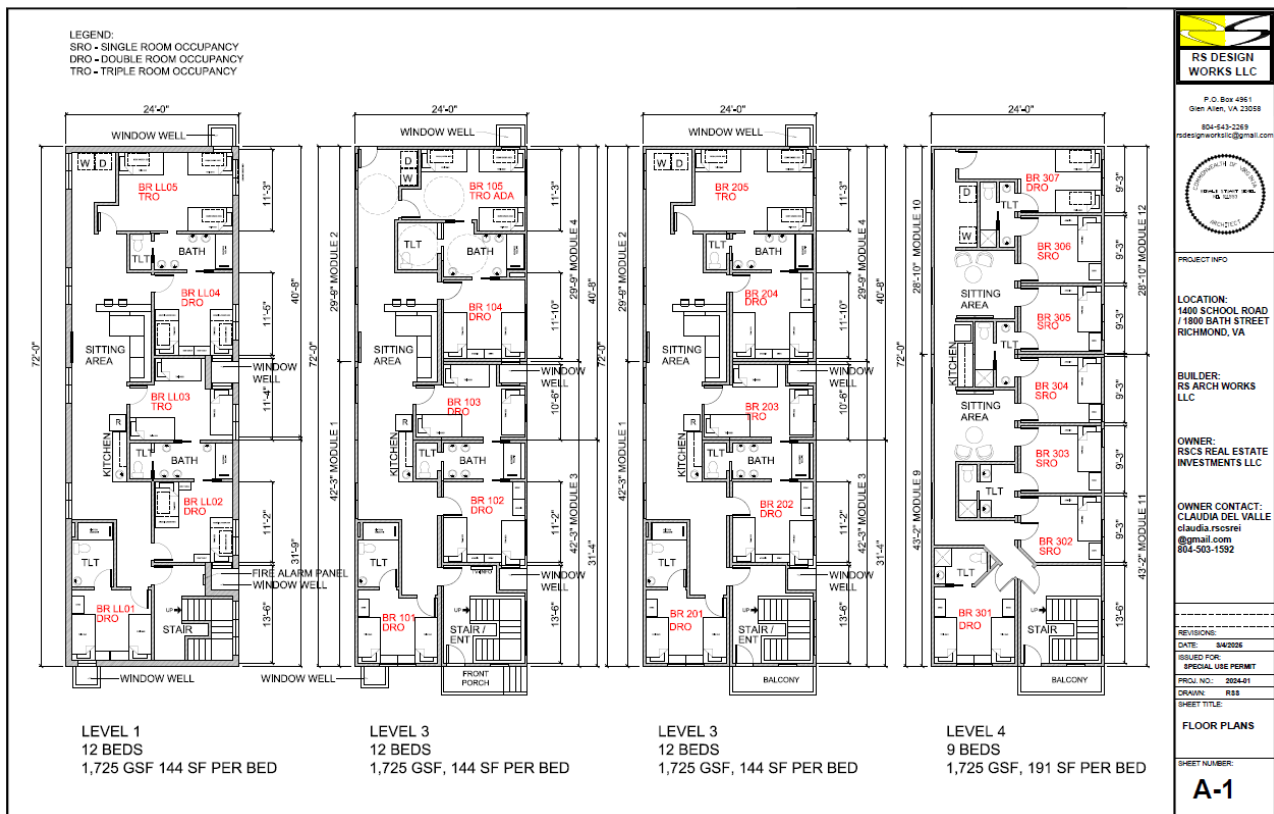 LEGEND:
SRO - SINGLE ROOM OCCUPANCY
DRO - DOUBLE ROOM OCCUPANCY
TRO - TRIPLE ROOM OCCUPANCY
24'-0"
WINDOW WELL
W D
BR LL05
TRO
TLT
BATH
BR LL04
DRO
SITTING
AREA
WINDOW
WELL
BR LL03
TRO
R
KITCHEN
TLT
BATH
BR LL02
DRO
TLT
FIRE ALARM PANEL
WINDOW WELL
BR LL01
DRO
UP
STAIR
WINDOW WELL
72'-0"
11'-3"
11'-5"
11'-4"
11'-2"
13'-6"
40'-8"
31'-9"
LEVEL 1
12 BEDS
1,725 GSF 144 SF PER BED
24'-0"
WINDOW WELL
D
W
BR 105
TRO ADA
TLT
BATH
BR 104
DRO
SITTING
AREA
WINDOW
WELL
BR 103
DRO
R
KITCHEN
TLT
BATH
BR 102
DRO
TLT
WINDOW
WELL
BR 101
DRO
UP
STAIR /
ENT
WINDOW WELL
FRONT
PORCH
72'-0"
29'-9" MODULE 2
42'-3" MODULE 1
11'-3"
11'-10"
10'-6"
11'-2"
13'-6"
29'-9" MODULE 4
42'-3" MODULE 3
40'-8"
31'-4"
LEVEL 3
12 BEDS
1,725 GSF, 144 SF PER BED
24'-0"
WINDOW WELL
W D
BR 205
TRO
TLT
BATH
BR 204
DRO
SITTING
AREA
WINDOW
WELL
BR 203
TRO
R
KITCHEN
TLT
BATH
BR 202
DRO
TLT
WINDOW
WELL
BR 201
DRO
UP
STAIR/
ENT
BALCONY
72'-0"
29'-9" MODULE 2
42'-3" MODULE 1
11'-3"
11'-10"
10'-6"
11'-2"
13'-6"
29'-9" MODULE 4
42'-3" MODULE 3
40'-8"
31'-4"
LEVEL 3
12 BEDS
1,725 GSF, 144 SF PER BED
24'-0"
BR 307
DRO
D
TLT
W
BR 306
SRO
SITTING
AREA
BR 305
SRO
TLT
KITCHEN
BR 304
SRO
SITTING
AREA
BR 303
SRO
TLT
BR 302
SRO
TLT
BR 301
DRO
UP
STAIR
BALCONY
72'-0"
28'-10" MODULE 10
43'-2" MODULE 9
9'-3"
9'-3"
9'-3"
9'-3"
9'-3"
9'-3"
13'-6"
28'-10" MODULE 12
43'-2" MODULE 11
LEVEL 4
9 BEDS
1,725 GSF, 191 SF PER BED
RS DESIGN
WORKS LLC
P.O. Box 4961
Glen Allen, VA 23058
804-543-2269
rsdesignworksllc@gmail.com
COMMONWEALTH OF VIRGINIA
ARCHITECT
PROJECT INFO
LOCATION:
1400 SCHOOL ROAD
/ 1800 BATH STREET
RICHMOND, VA
BUILDER:
RS ARCH WORKS
LLC
OWNER:
RSCS REAL ESTATE
INVESTMENTS LLC
OWNER CONTACT:
CLAUDIA DEL VALLE
claudia.rscsrei
@gmail.com
804-503-1592
REVISIONS:
DATE:
ISSUED FOR:
SPECIAL USE PERMIT
PROJ. NO.: 2024-01
DRAWN: RSS
SHEET TITLE:
FLOOR PLANS
SHEET NUMBER:
A-1